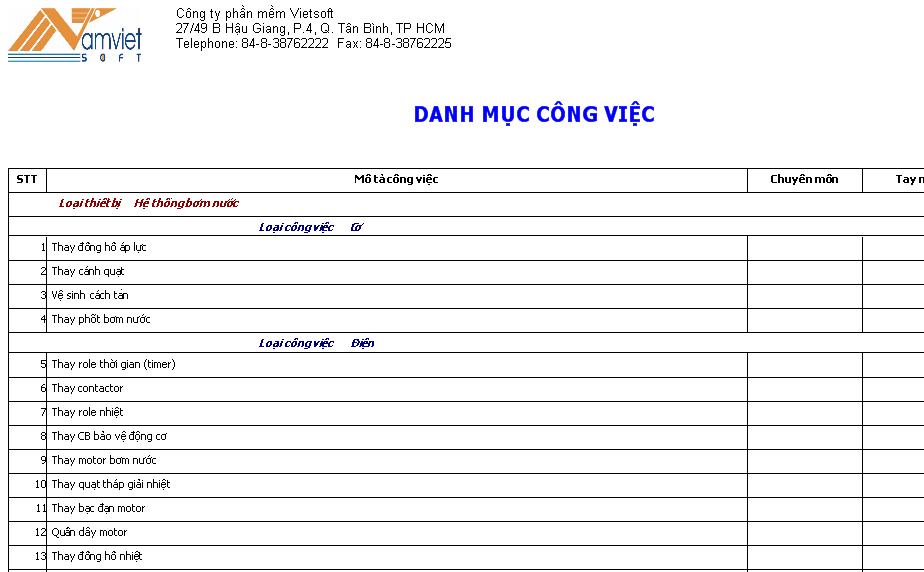 Namviet
SOFT
Công ty phần mềm Vietsoft
27/49 B Hậu Giang, P.4, Q. Tân Bình, TP HCM
Telephone: 84-8-38762222 Fax: 84-8-38762225
DANH MỤC CÔNG VIỆC
STT Mô tả công việc Chuyên môn Tay
Loại thiết bị Hệ thống bơm nước
Loại công việc Cơ
1 Thay đồng hồ áp lực
2 Thay cánh quạt
3 Vệ sinh cách tản
4 Thay phốt bơm nước
Loại công việc Điện
5 Thay role thời gian (timer)
6 Thay contactor
7 Thay role nhiệt
8 Thay CB bảo vệ động cơ
9 Thay motor bơm nước
10 Thay quạt tháp giải nhiệt
11 Thay bạc đạn motor
12 Quấn dây motor
13 Thay đồng hồ nhiệt